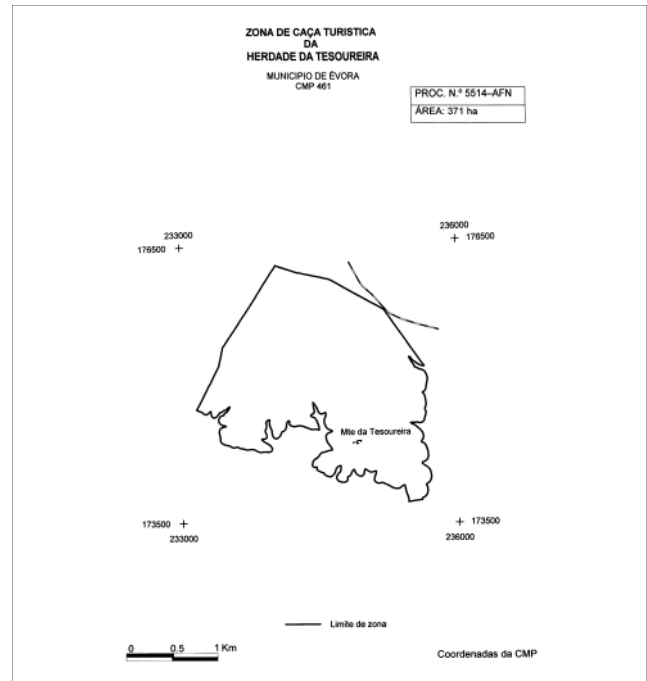 ZONA DE CAÇA TURISTICA
DA
HERDADE DA TESOUREIRA
MUNICIPIO DE ÉVORA
CMP 461
PROC. N.º 5514–AFN
ÁREA: 371 ha
233000
176500
236000
176500
Mte da Tesoureira
173500
233000
173500
236000
Limite de zona
0 0,5 1 Km
Coordenadas da CMP